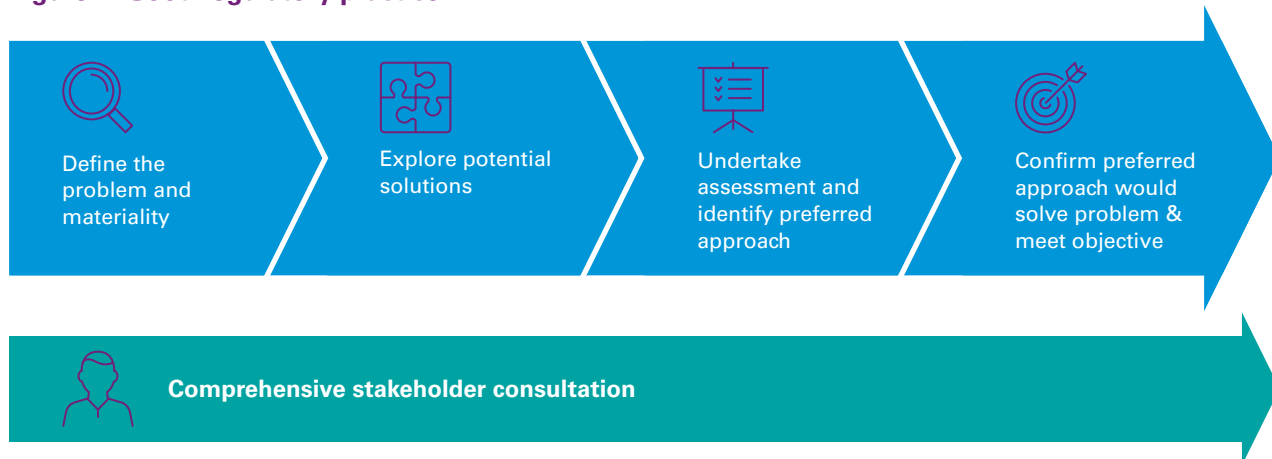 Define the
problem and
materiality
Explore potential
solutions
Undertake
assessment and
identify preferred
approach
Confirm preferred
approach would
solve problem &
meet objective
Comprehensive stakeholder consultation